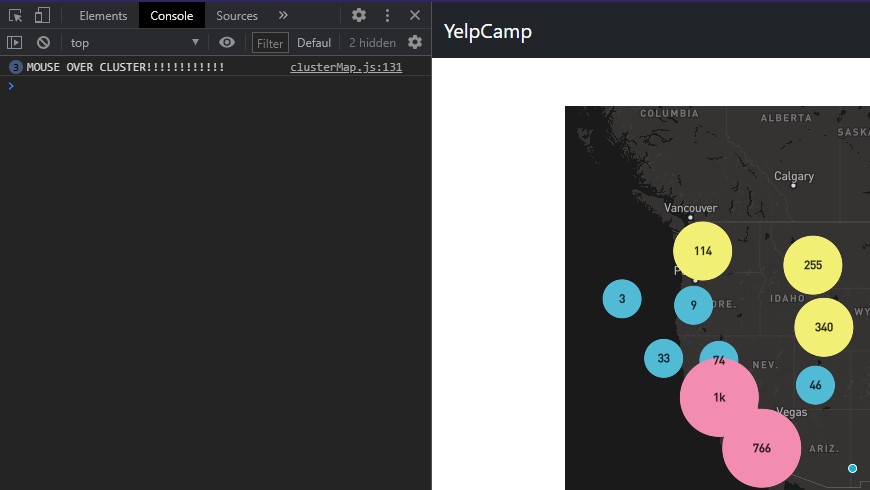 Elements Console Sources »
top Filter Defaul 2 hidden
3 MOUSE OVER CLUSTER!!!!!!!!!!!! clusterMap.js:131
YelpCamp
COLUMBIA
ALBERTA
SASKA
Calgary
Vancouver
114
255
P
3
9
ORE.
IDAHO
WY
340
33
74
NEV.
46
1k
Vegas
766
ARIZ.